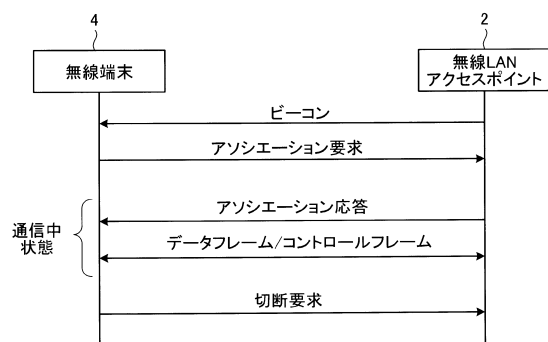 4
2
無線端末
無線LAN
アクセスポイント
ビーコン
アソシエーション要求
アソシエーション応答
通信中
状態
データフレーム/コントロールフレーム
切断要求